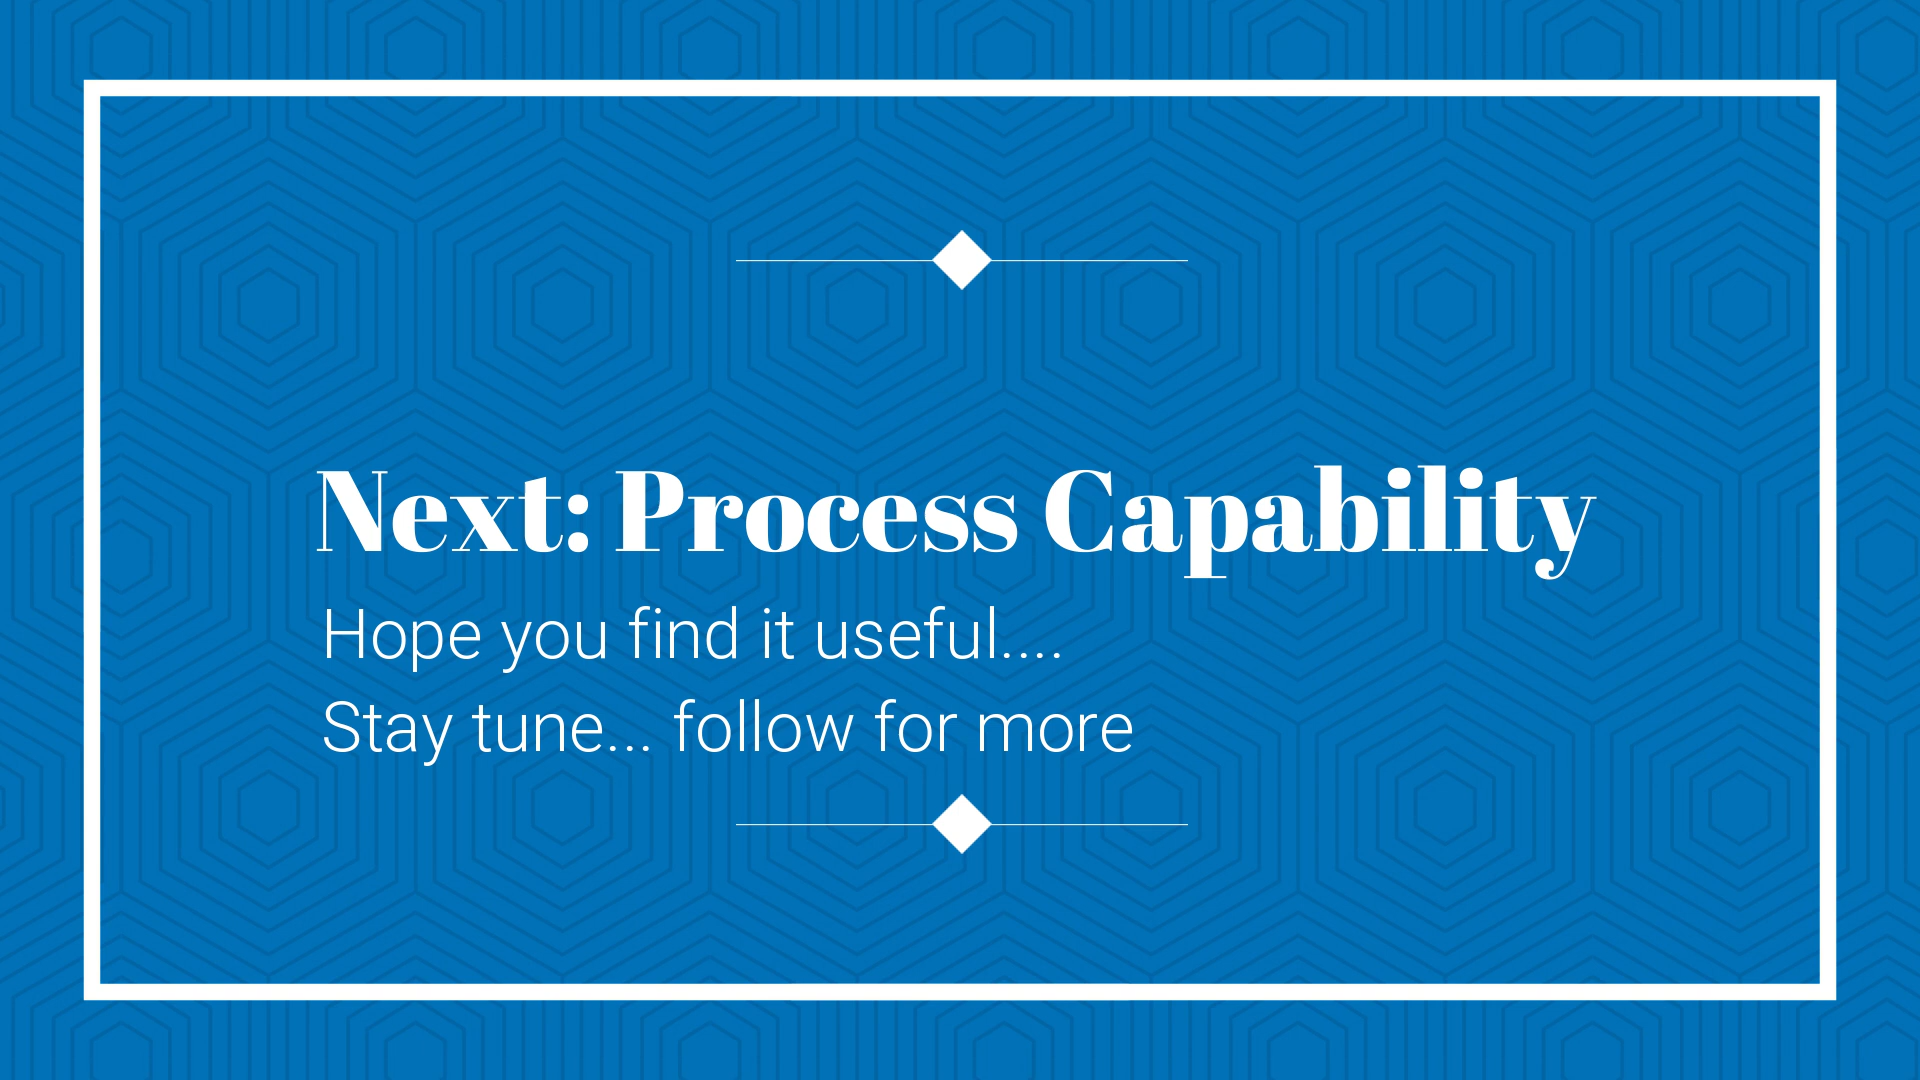 Next: Process Capability
Hope you find it useful....
Stay tune... follow for more